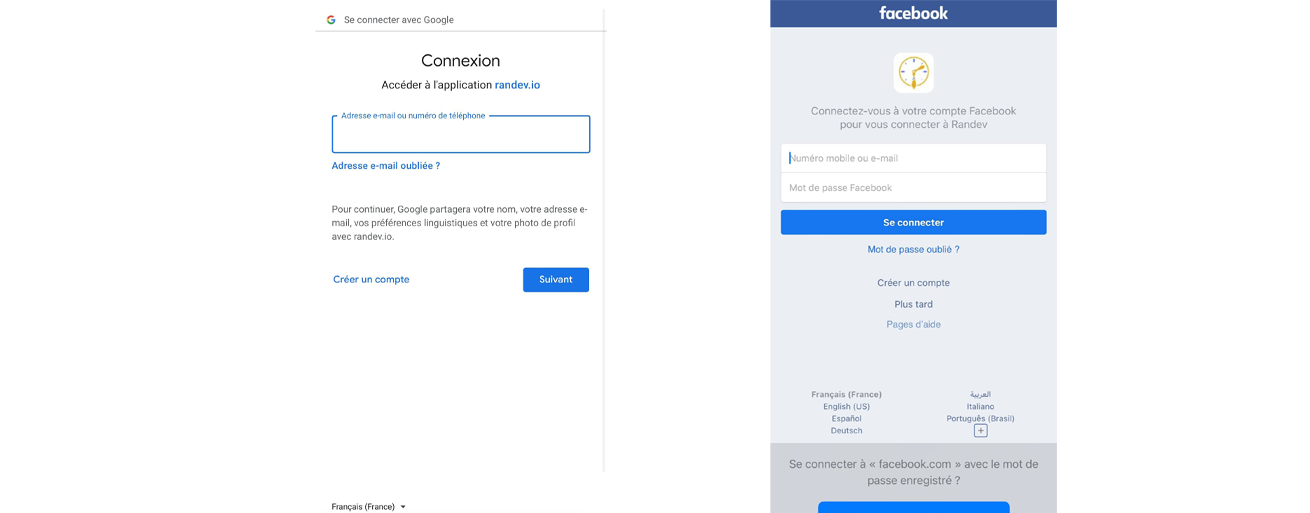 Se connecter avec Google
Connexion
Accéder à l'application randev.io
Adresse e-mail ou numéro de téléphone
Adresse e-mail oubliée ?
Pour continuer, Google partagera votre nom, votre adresse e-
mail, vos préférences linguistiques et votre photo de profil
avec randev.io.
Créer un compte
Suivant
Français (France)
facebook
Connectez-vous à votre compte Facebook
pour vous connecter à Randev
Numéro mobile ou e-mail
Mot de passe Facebook
Se connecter
Mot de passe oublié ?
Créer un compte
Plus tard
Pages d'aide
Français (France)
العربية
English (US)
Italiano
Español
Português (Brasil)
Deutsch
+
Se connecter à « facebook.com » avec le mot de
passe enregistré ?